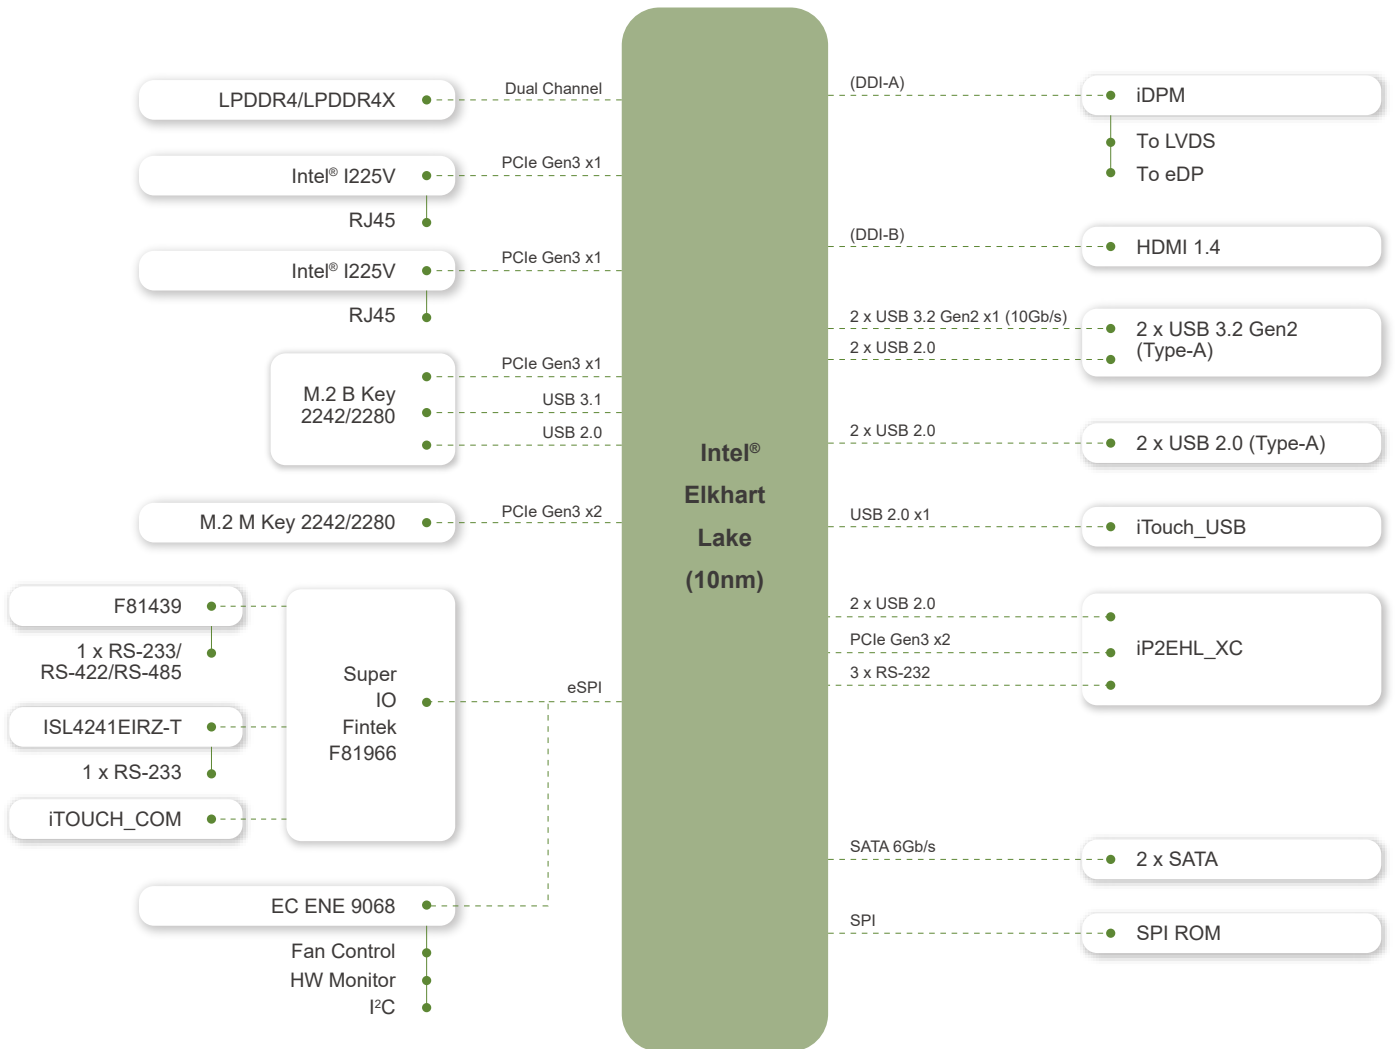 Dual Channel
LPDDR4/LPDDR4X
PCIe Gen3 x1
Intel® I225V
RJ45
PCIe Gen3 x1
Intel® I225V
RJ45
PCIe Gen3 x1
USB 3.1
USB 2.0
M.2 B Key
2242/2280
PCIe Gen3 x2
M.2 M Key 2242/2280
F81439
1 x RS-233/
RS-422/RS-485
ISL4241EIRZ-T
1 x RS-233
iTOUCH_COM
Super
IO
Fintek
F81966
eSPI
EC ENE 9068
Fan Control
HW Monitor
I²C
Intel®
Elkhart
Lake
(10nm)
(DDI-A)
iDPM
To LVDS
To eDP
(DDI-B)
HDMI 1.4
2 x USB 3.2 Gen2 x1 (10Gb/s)
2 x USB 2.0
2 x USB 3.2 Gen2
(Type-A)
2 x USB 2.0
2 x USB 2.0 (Type-A)
USB 2.0 x1
iTouch_USB
2 x USB 2.0
PCIe Gen3 x2
3 x RS-232
iP2EHL_XC
SATA 6Gb/s
2 x SATA
SPI
SPI ROM